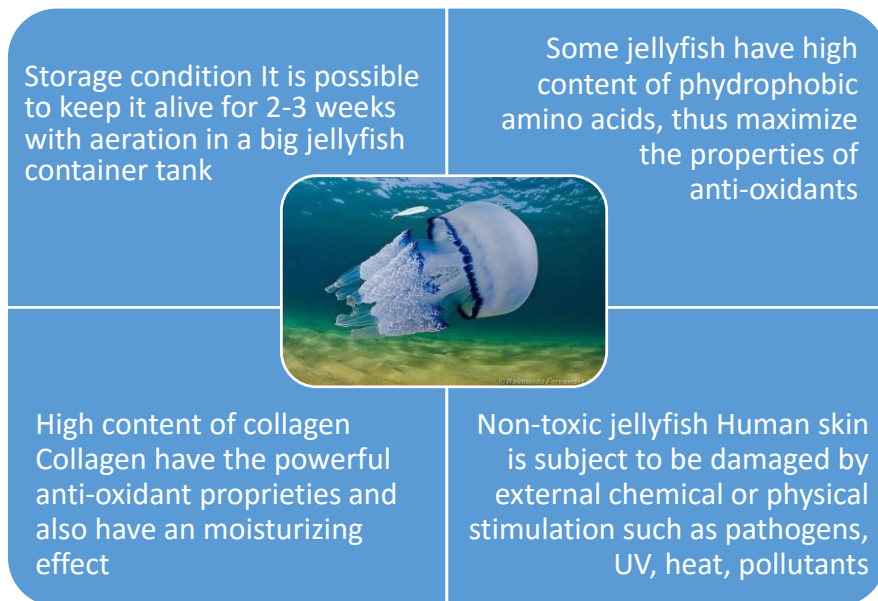 Storage condition It is possible
to keep it alive for 2-3 weeks
with aeration in a big jellyfish
container tank
Some jellyfish have high
content of phydrophobic
amino acids, thus maximize
the properties of
anti-oxidants
© Raimundo Fernandez
High content of collagen
Collagen have the powerful
anti-oxidant proprieties and
also have an moisturizing
effect
Non-toxic jellyfish Human skin
is subject to be damaged by
external chemical or physical
stimulation such as pathogens,
UV, heat, pollutants